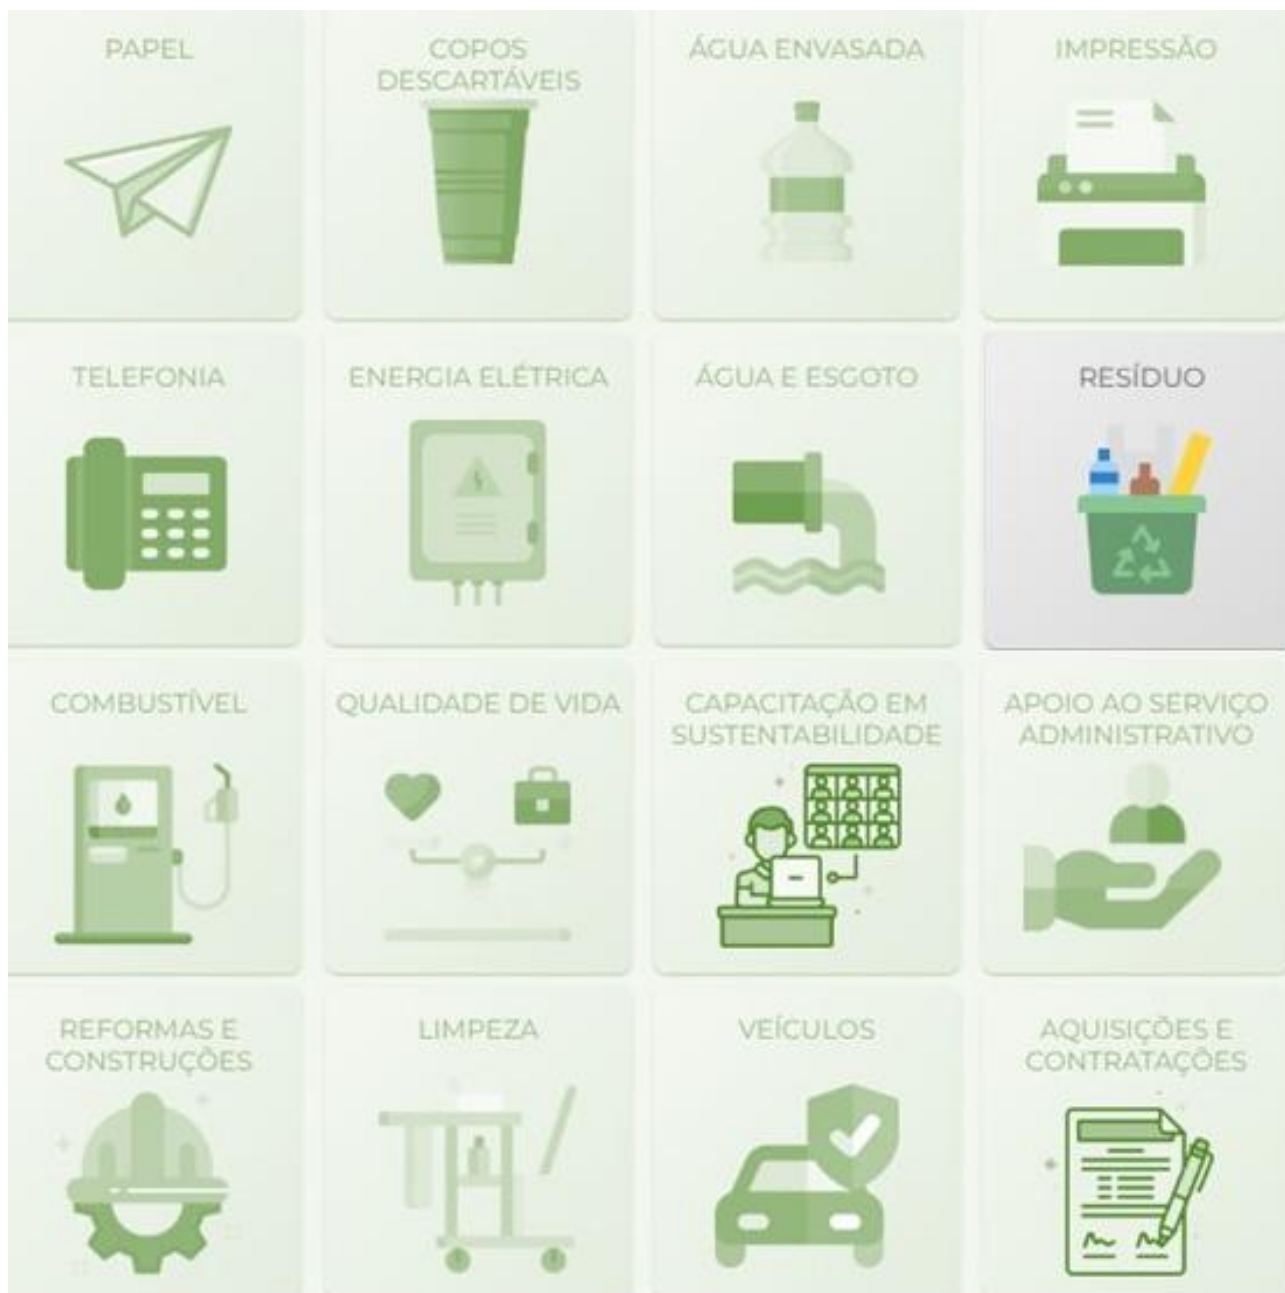 PAPEL
COPOS
DESCARTÁVEIS
ÁGUA ENVASADA
IMPRESSÃO
TELEFONIA
ENERGIA ELÉTRICA
ÁGUA E ESGOTO
RESÍDUO
COMBUSTÍVEL
QUALIDADE DE VIDA
CAPACITAÇÃO EM
SUSTENTABILIDADE
APOIO AO SERVIÇO
ADMINISTRATIVO
REFORMAS E
CONSTRUÇÕES
LIMPEZA
VEÍCULOS
AQUISIÇÕES E
CONTRATAÇÕES